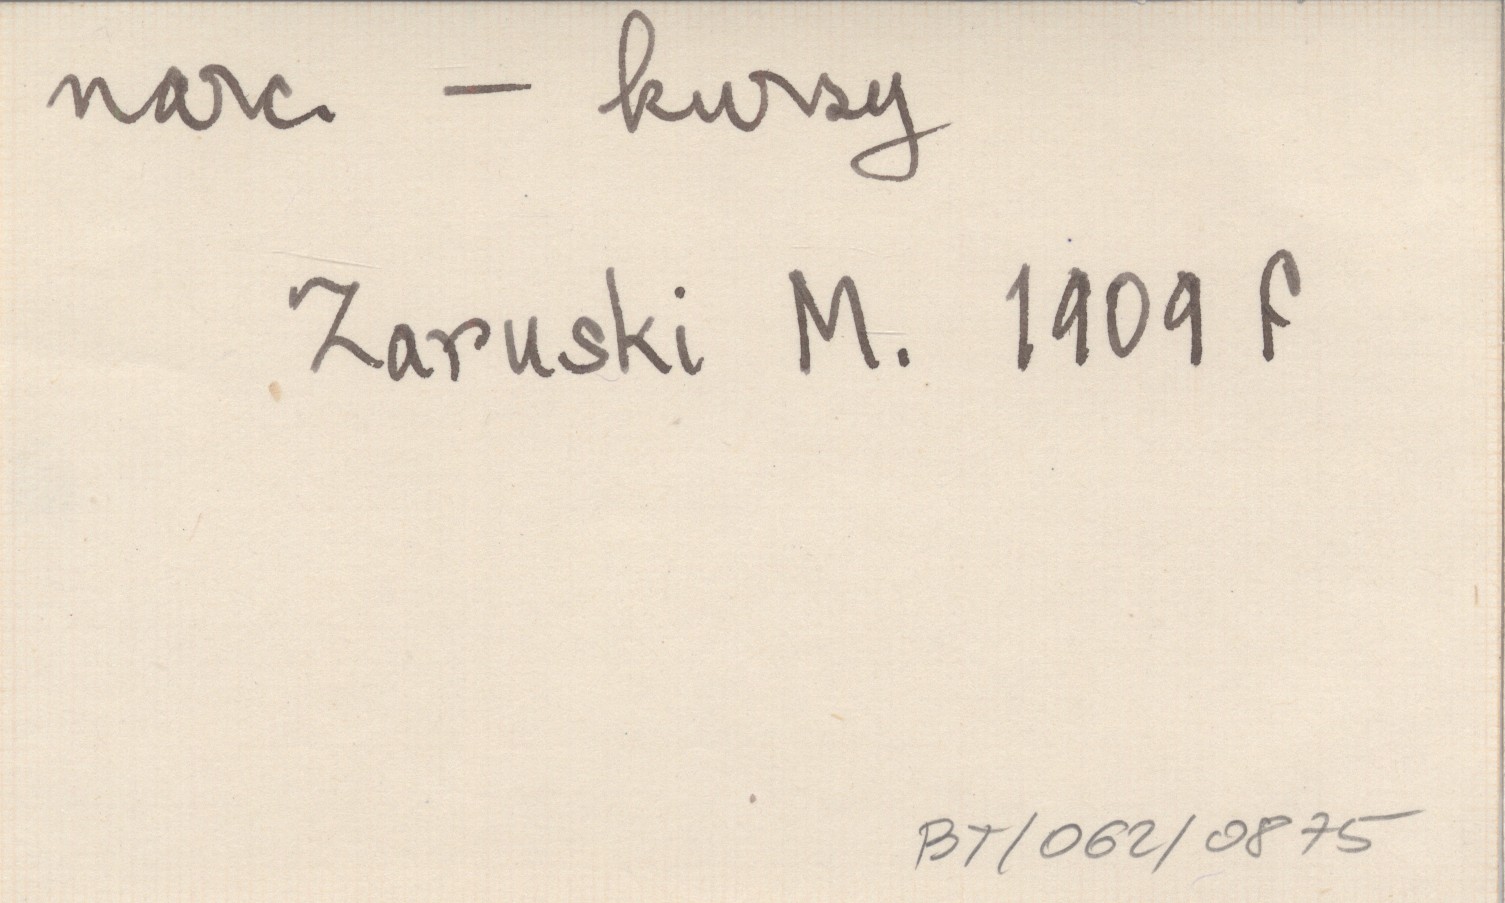 narc. – kursy
Zaruski M. 1909 f
BT/062/0875